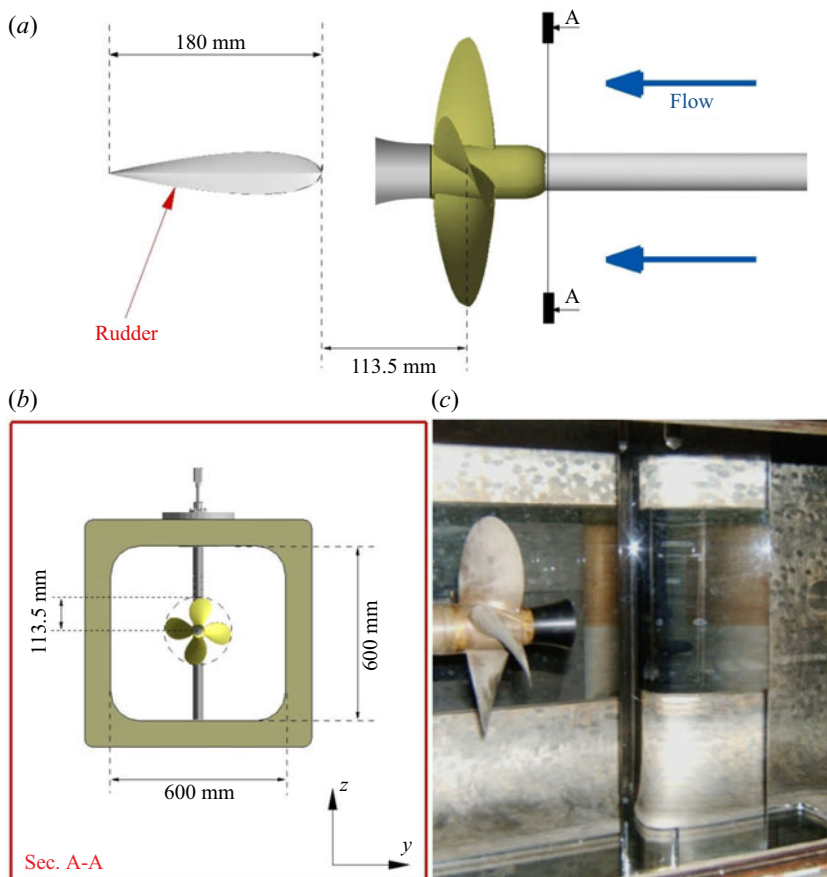 (a)
180 mm
A
Flow
A
Rudder
113.5 mm
(b)
(c)
113.5 mm
600 mm
600 mm
z
y
Sec. A-A